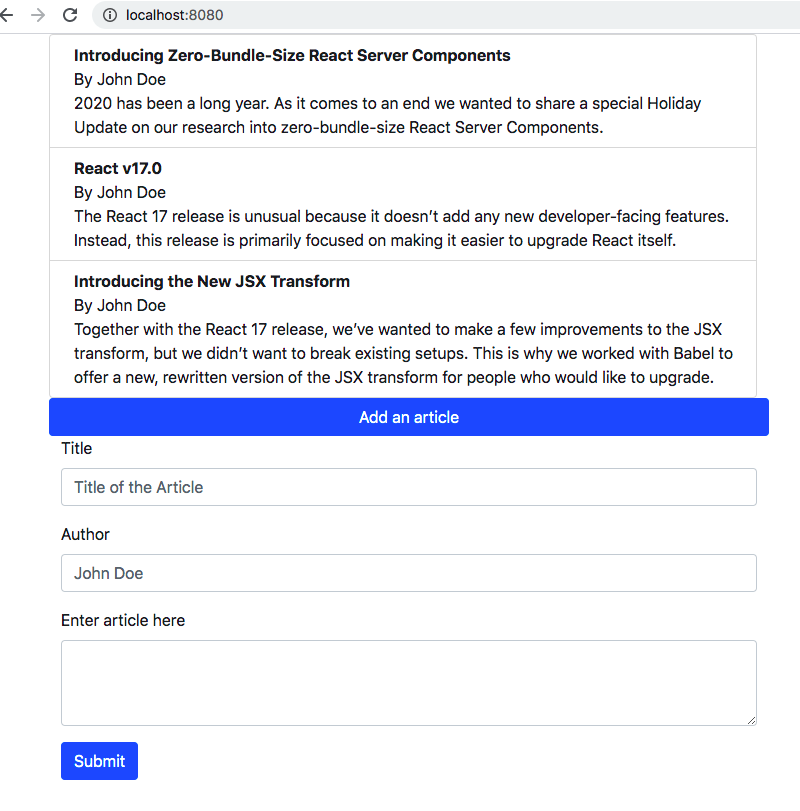 localhost:8080
Introducing Zero-Bundle-Size React Server Components
By John Doe
2020 has been a long year. As it comes to an end we wanted to share a special Holiday
Update on our research into zero-bundle-size React Server Components.
React v17.0
By John Doe
The React 17 release is unusual because it doesn’t add any new developer-facing features.
Instead, this release is primarily focused on making it easier to upgrade React itself.
Introducing the New JSX Transform
By John Doe
Together with the React 17 release, we’ve wanted to make a few improvements to the JSX
transform, but we didn’t want to break existing setups. This is why we worked with Babel to
offer a new, rewritten version of the JSX transform for people who would like to upgrade.
Add an article
Title
Title of the Article
Author
John Doe
Enter article here
Submit